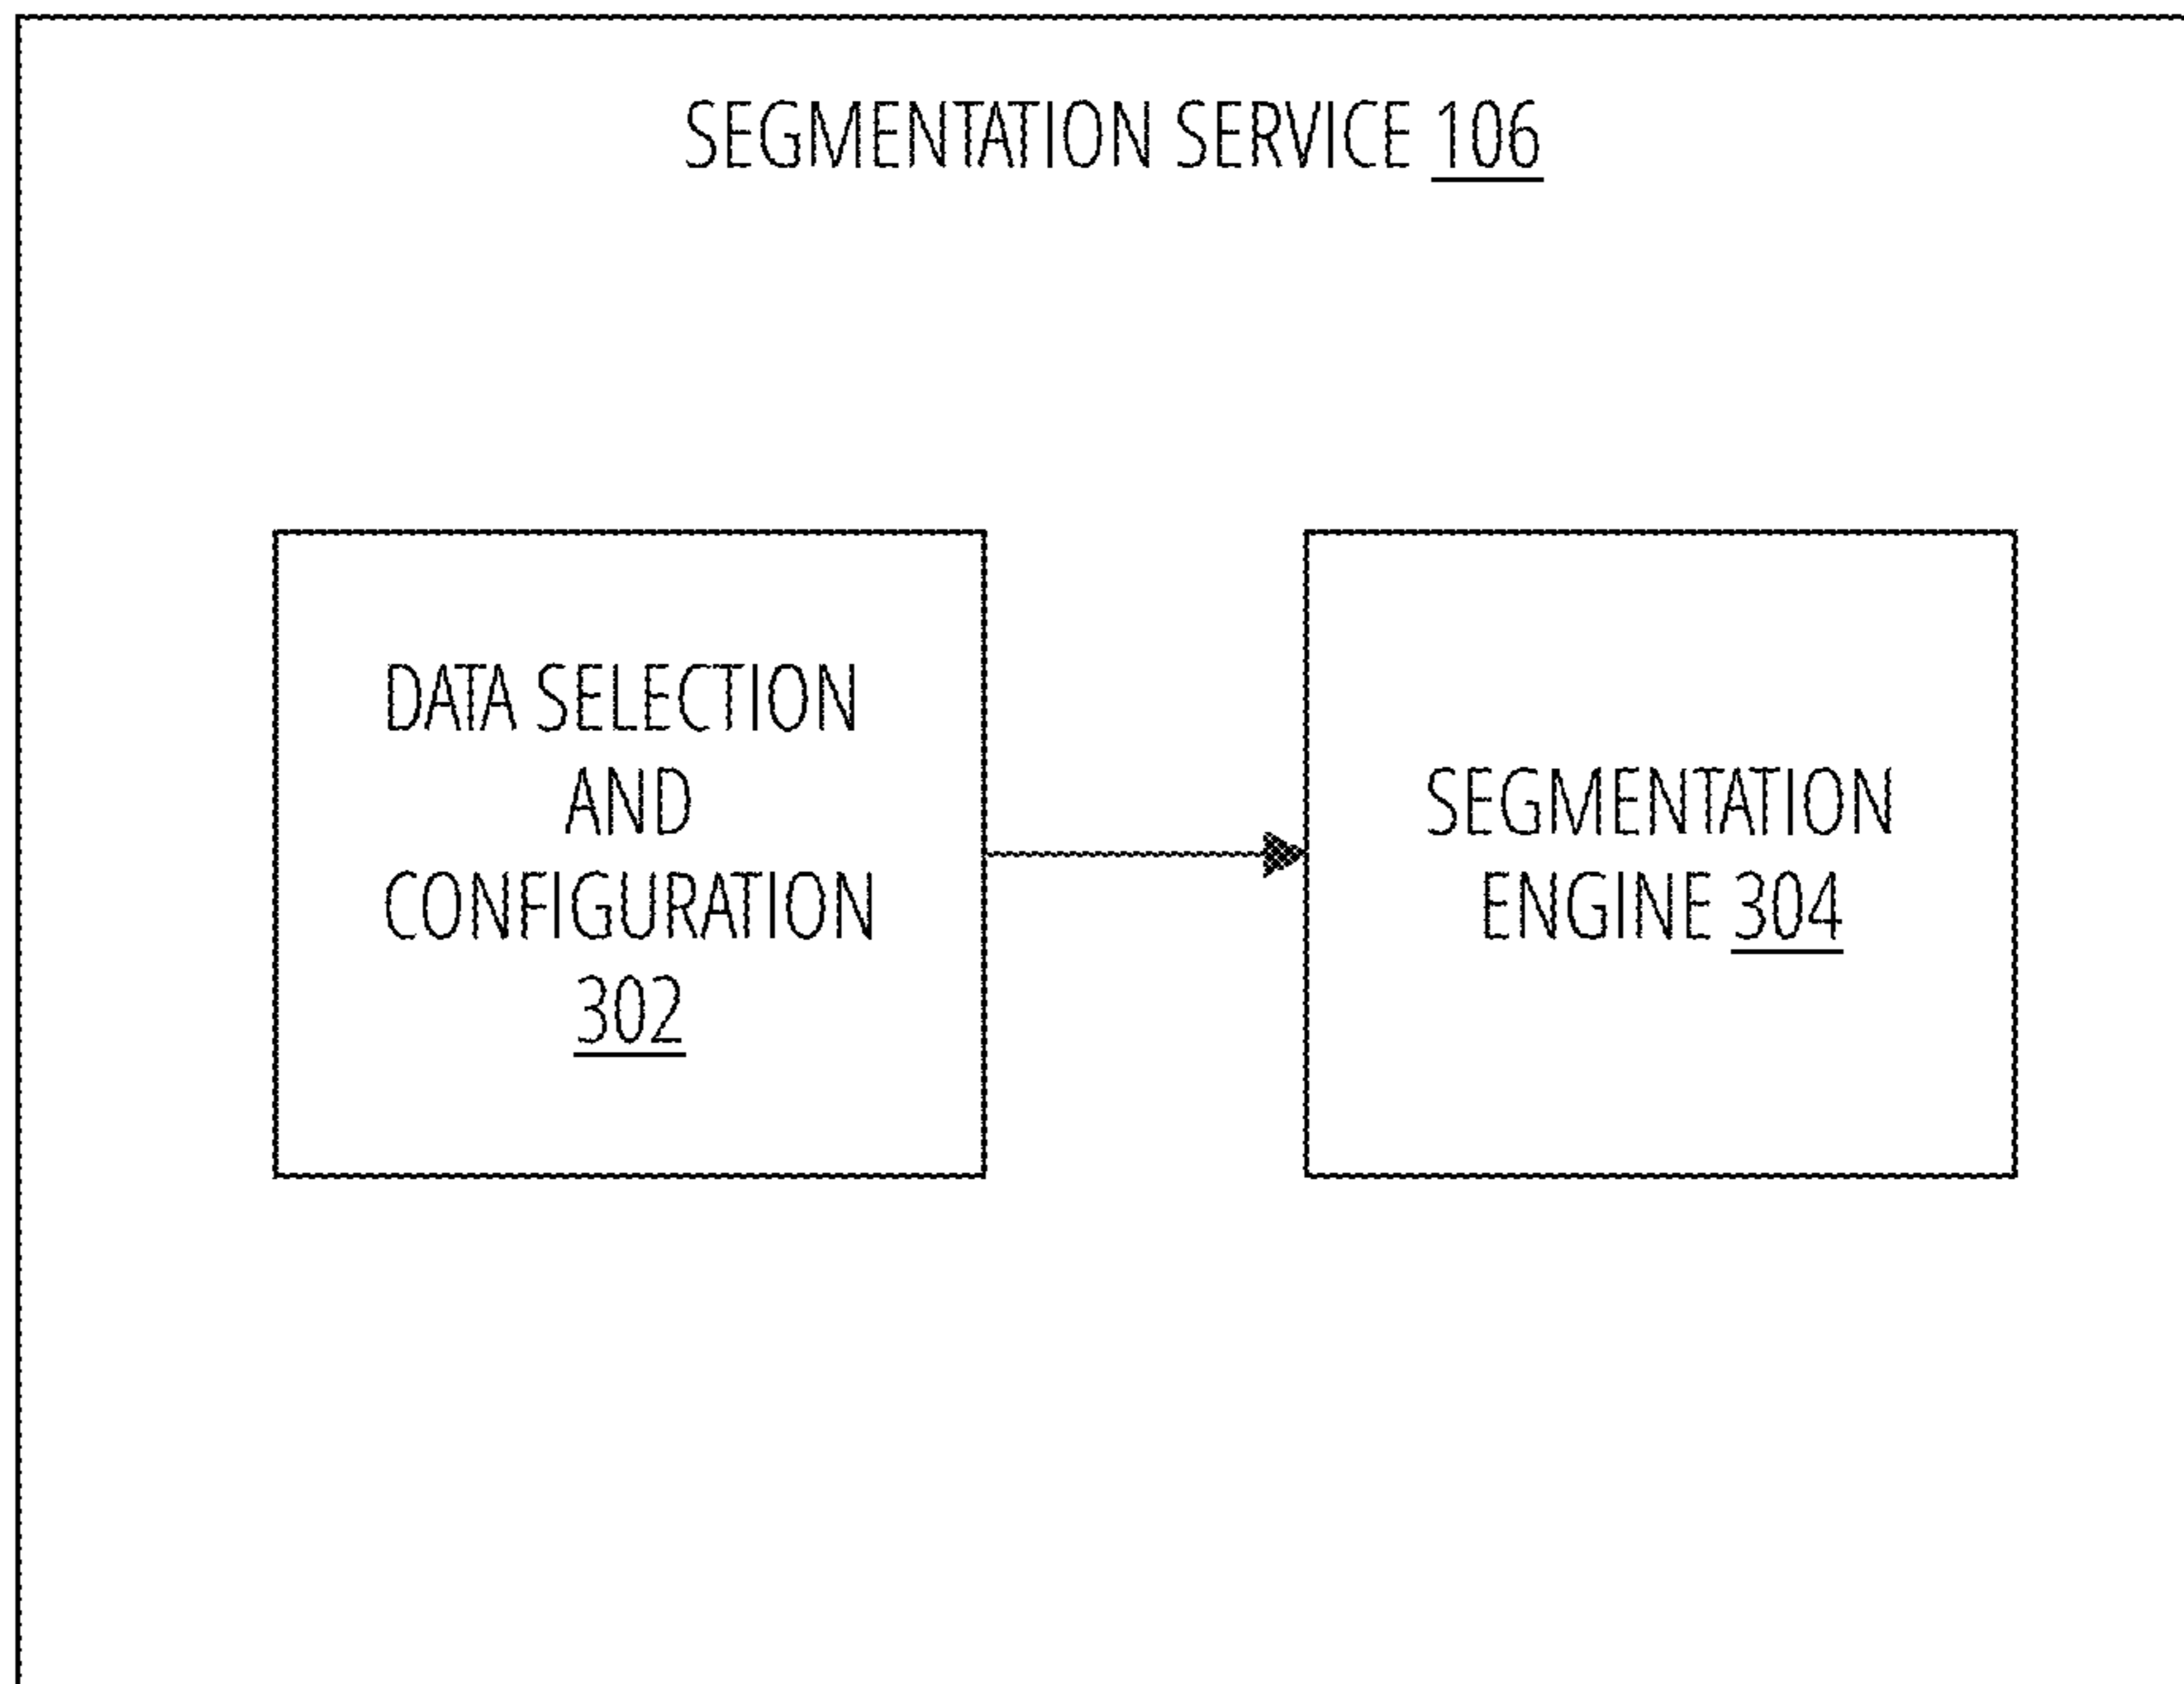 SEGMENTATION SERVICE 106
DATA SELECTION
AND
CONFIGURATION
302
SEGMENTATION
ENGINE 304